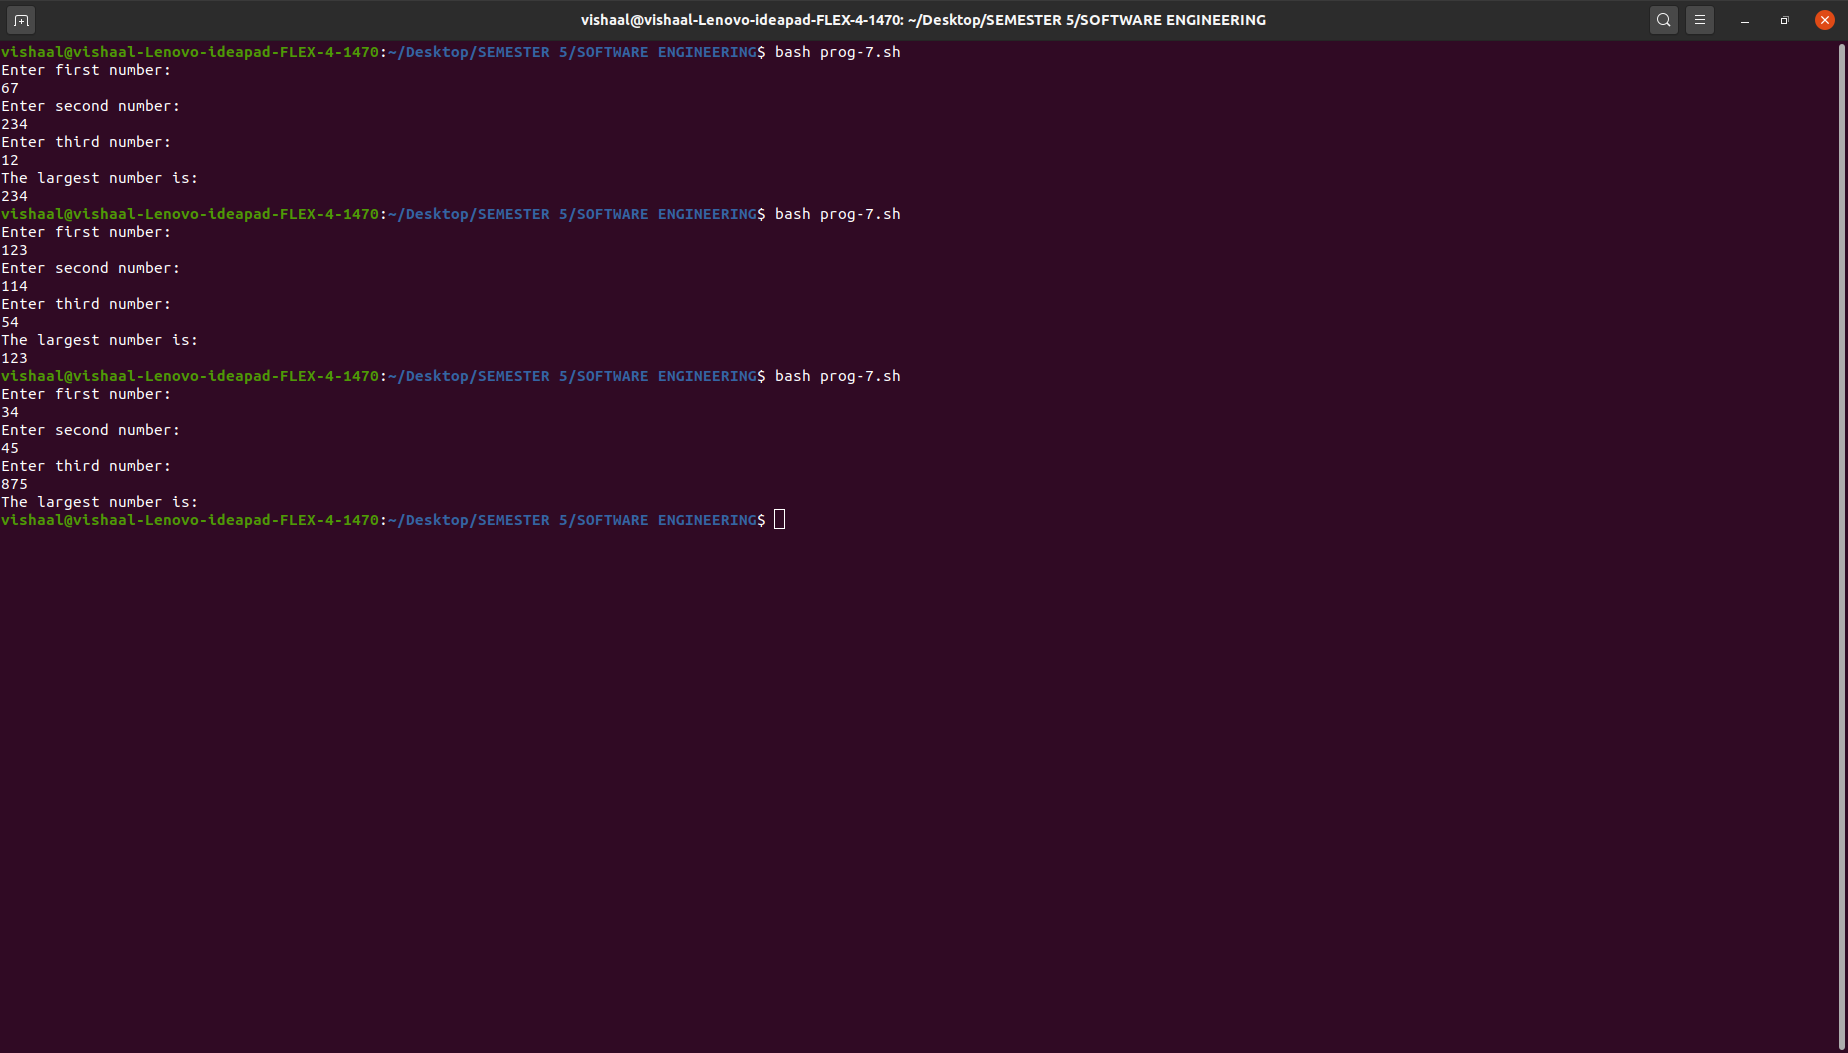 vishaal@vishaal-Lenovo-ideapad-FLEX-4-1470: ~/Desktop/SEMESTER 5/SOFTWARE ENGINEERING
vishaal@vishaal-Lenovo-ideapad-FLEX-4-1470:~/Desktop/SEMESTER 5/SOFTWARE ENGINEERING$ bash prog-7.sh
Enter first number:
67
Enter second number:
234
Enter third number:
12
The largest number is:
234
vishaal@vishaal-Lenovo-ideapad-FLEX-4-1470:~/Desktop/SEMESTER 5/SOFTWARE ENGINEERING$ bash prog-7.sh
Enter first number:
123
Enter second number:
114
Enter third number:
54
The largest number is:
123
vishaal@vishaal-Lenovo-ideapad-FLEX-4-1470:~/Desktop/SEMESTER 5/SOFTWARE ENGINEERING$ bash prog-7.sh
Enter first number:
34
Enter second number:
45
Enter third number:
875
The largest number is:
vishaal@vishaal-Lenovo-ideapad-FLEX-4-1470:~/Desktop/SEMESTER 5/SOFTWARE ENGINEERING$